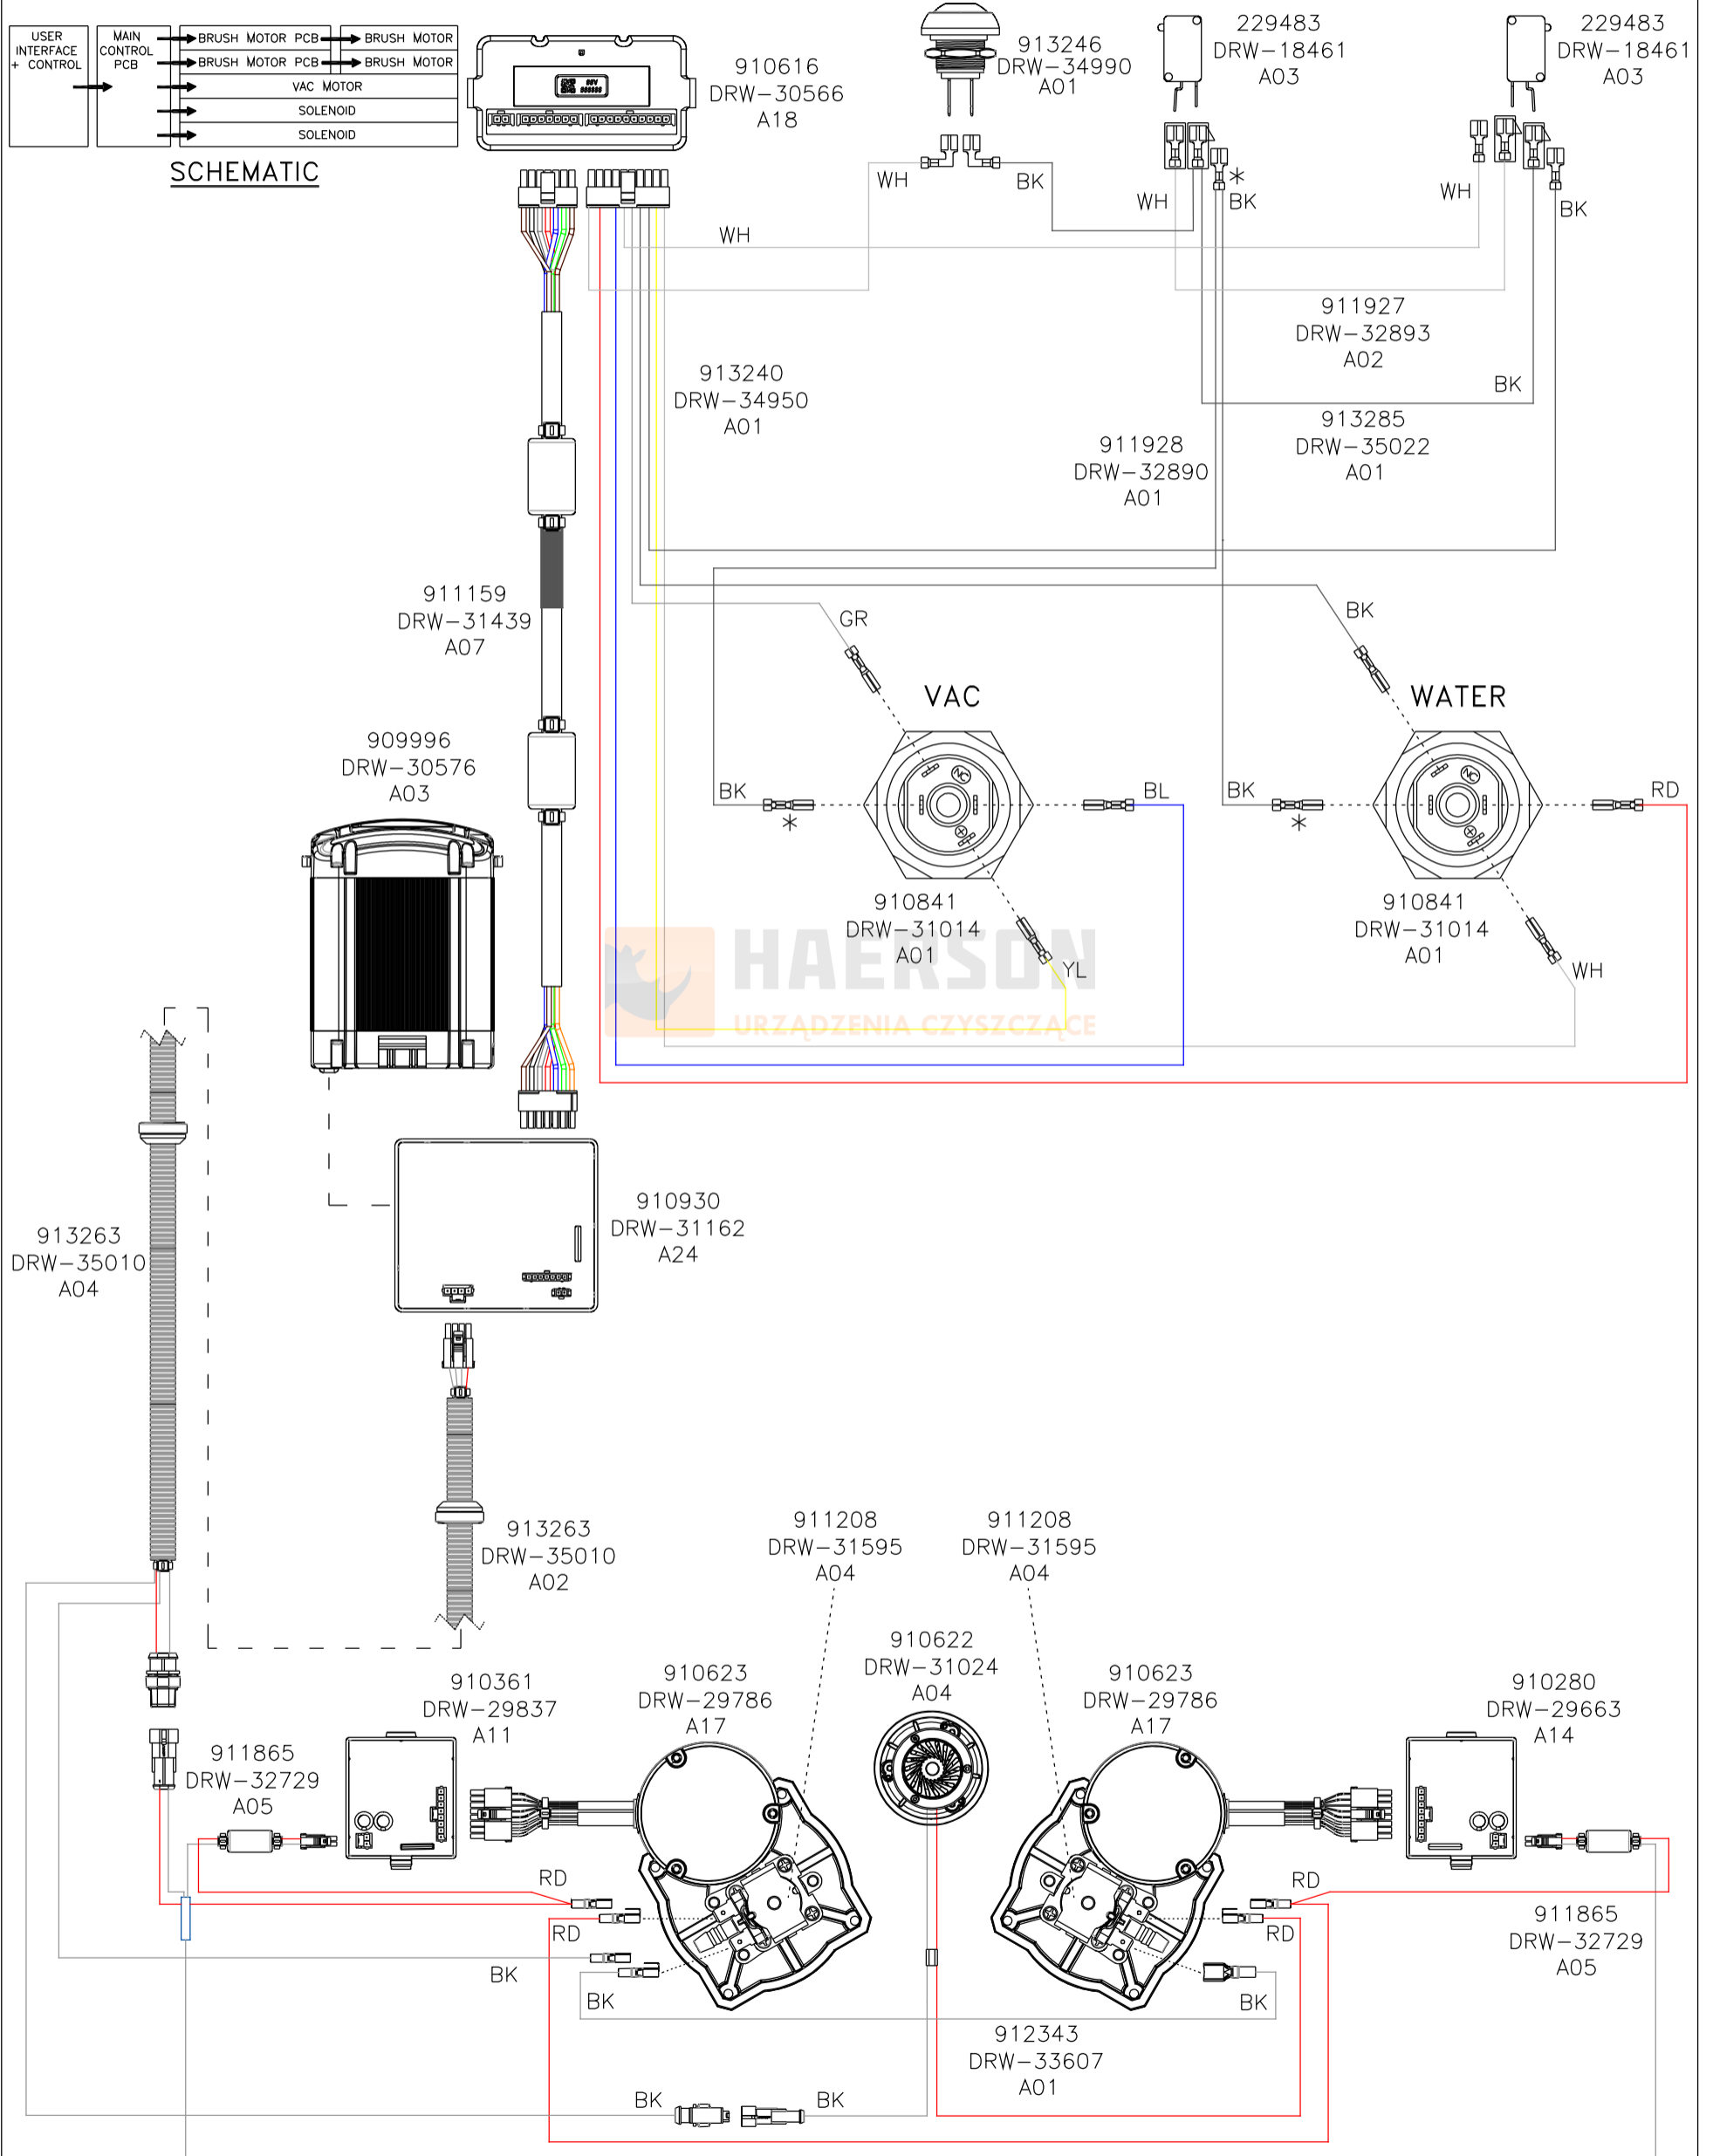 USER
INTERFACE
+ CONTROL
MAIN
CONTROL
PCB
BRUSH MOTOR PCB
BRUSH MOTOR
BRUSH MOTOR PCB
BRUSH MOTOR
VAC MOTOR
SOLENOID
SOLENOID
SCHEMATIC
910616
DRW-30566
A18
913246
DRW-34990
A01
229483
DRW-18461
A03
229483
DRW-18461
A03
WH
BK
WH
*
BK
WH
BK
WH
911927
DRW-32893
A02
BK
913240
DRW-34950
A01
913285
DRW-35022
A01
911928
DRW-32890
A01
911159
DRW-31439
A07
GR
BK
VAC
WATER
909996
DRW-30576
A03
NC
NC
BK
*
BL
BK
*
RD
910841
DRW-31014
A01
910841
DRW-31014
A01
YL
WH
HAERSON
URZĄDZENIA CZYSZCZĄCE
910930
DRW-31162
A24
913263
DRW-35010
A04
913263
DRW-35010
A02
911208
DRW-31595
A04
911208
DRW-31595
A04
910622
DRW-31024
A04
910361
DRW-29837
A11
910623
DRW-29786
A17
910623
DRW-29786
A17
910280
DRW-29663
A14
911865
DRW-32729
A05
RD
RD
RD
RD
911865
DRW-32729
A05
BK
BK
BK
912343
DRW-33607
A01
BK
BK